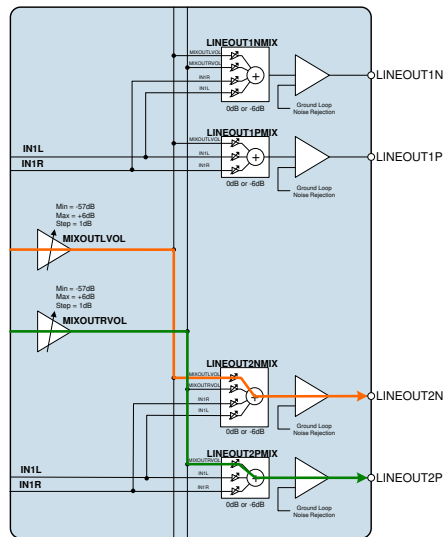 LINEOUT1NMIX
MIXOUTLVOL
MIXOUTRVOL
IN1R
IN1L
+
0dB or -6dB
Ground Loop
Noise Rejection
LINEOUT1N
LINEOUT1PMIX
MIXOUTLVOL
IN1L
IN1R
+
0dB or -6dB
Ground Loop
Noise Rejection
LINEOUT1P
IN1L
IN1R
Min = -57dB
Max = +6dB
Step = 1dB
MIXOUTLVOL
Min = -57dB
Max = +6dB
Step = 1dB
MIXOUTRVOL
LINEOUT2NMIX
MIXOUTLVOL
MIXOUTRVOL
IN1R
IN1L
+
0dB or -6dB
Ground Loop
Noise Rejection
LINEOUT2N
LINEOUT2PMIX
MIXOUTRVOL
IN1L
IN1R
+
0dB or -6dB
Ground Loop
Noise Rejection
LINEOUT2P
IN1L
IN1R